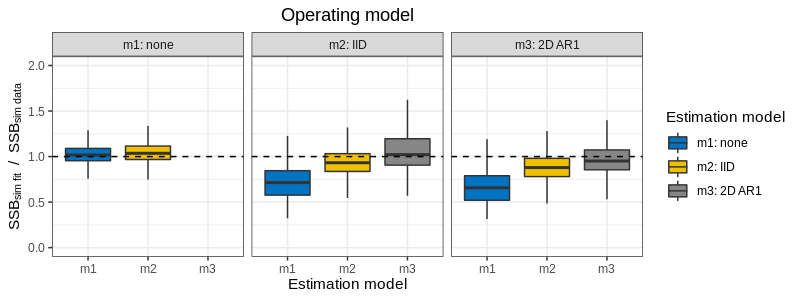 Operating model
m1: none
m2: IID
m3: 2D AR1
SSBsim fit / SSBsim data
2.0
1.5
1.0
0.5
0.0
m1 m2 m3
m1 m2 m3
m1 m2 m3
Estimation model
Estimation model
m1: none
m2: IID
m3: 2D AR1